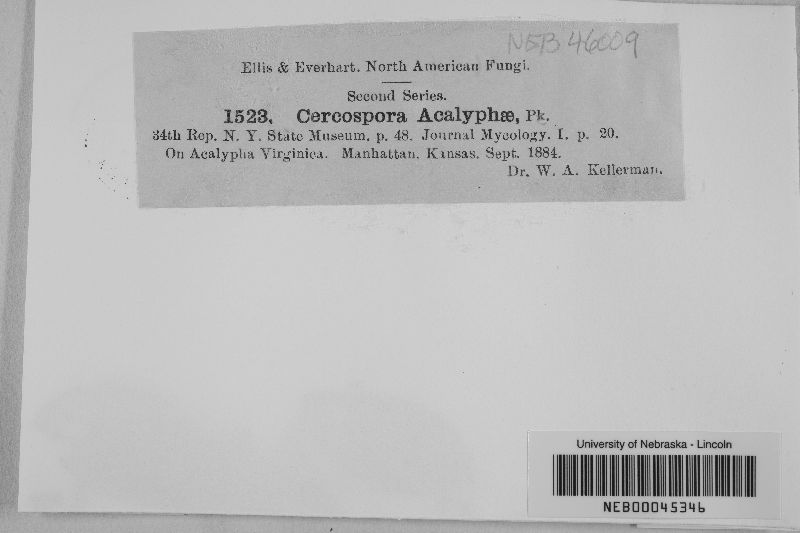 NEB 46009
Ellis & Everhart. North American Fungi.
Second Series.
1523. Cercospora Acalyphæ, Pk.
34th Rep. N. Y. State Museum. p. 48. Journal Mycology. I. p. 20.
On Acalypha Virginica. Manhattan. Kansas. Sept. 1884.
Dr. W. A. Kellerman.
University of Nebraska - Lincoln
NEB00045346